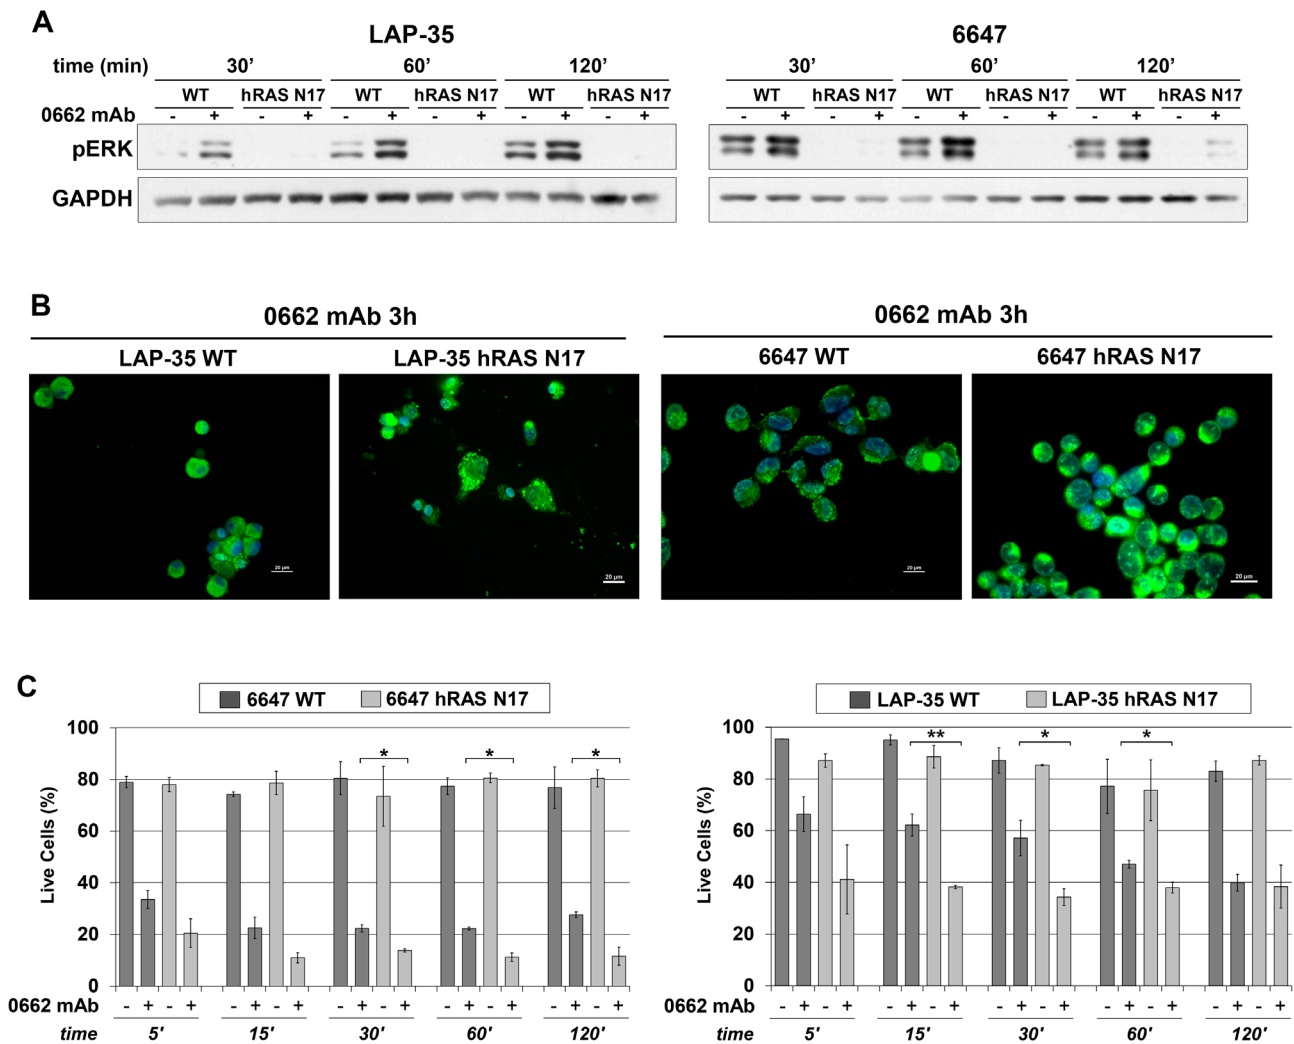 A
LAP-35 6647
time (min) 30’ 60’ 120’ 30’ 60’ 120’
WT hRAS N17 WT hRAS N17 WT hRAS N17 WT hRAS N17 WT hRAS N17 WT hRAS N17
0662 mAb - + - + - + - + - + - + - + - + - + - + - + - +
pERK
GAPDH
B
0662 mAb 3h 0662 mAb 3h
LAP-35 WT LAP-35 hRAS N17 6647 WT 6647 hRAS N17
20 µm 20 µm 20 µm 20 µm
C
6647 WT 6647 hRAS N17
Live Cells (%)
100
80
60
40
20
0
* * *
0662 mAb - + - + - + - + - + - + - + - + - + - +
time 5' 15' 30' 60' 120'
LAP-35 WT LAP-35 hRAS N17
Live Cells (%)
100
80
60
40
20
0
** * *
0662 mAb - + - + - + - + - + - + - + - + - + - +
time 5' 15' 30' 60' 120'